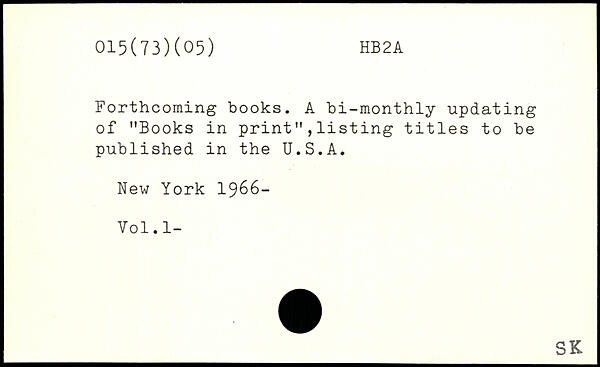 015(73)(05) HB2A
Forthcoming books. A bi-monthly updating
of "Books in print",listing titles to be
published in the U.S.A.
New York 1966-
Vol.1-
SK